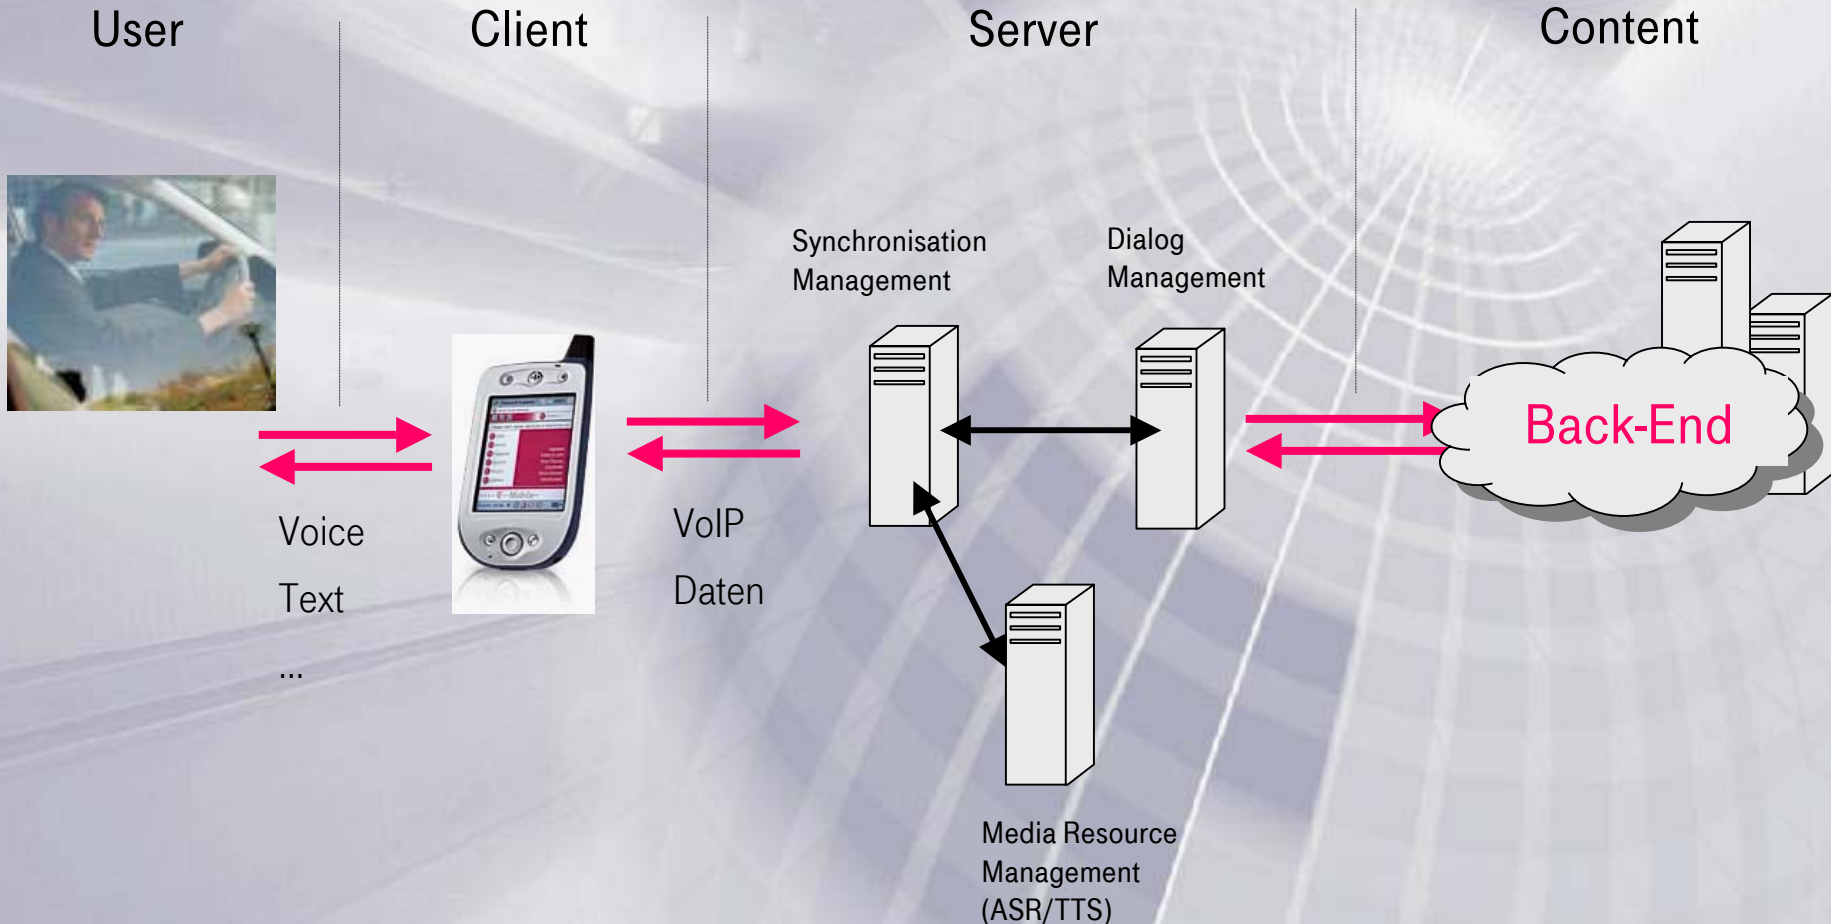 User
Client
Server
Content
Synchronisation
Management
Dialog
Management
Back-End
Voice
Text
...
VoIP
Daten
T · · Mobile ·
Media Resource
Management
(ASR/TTS)